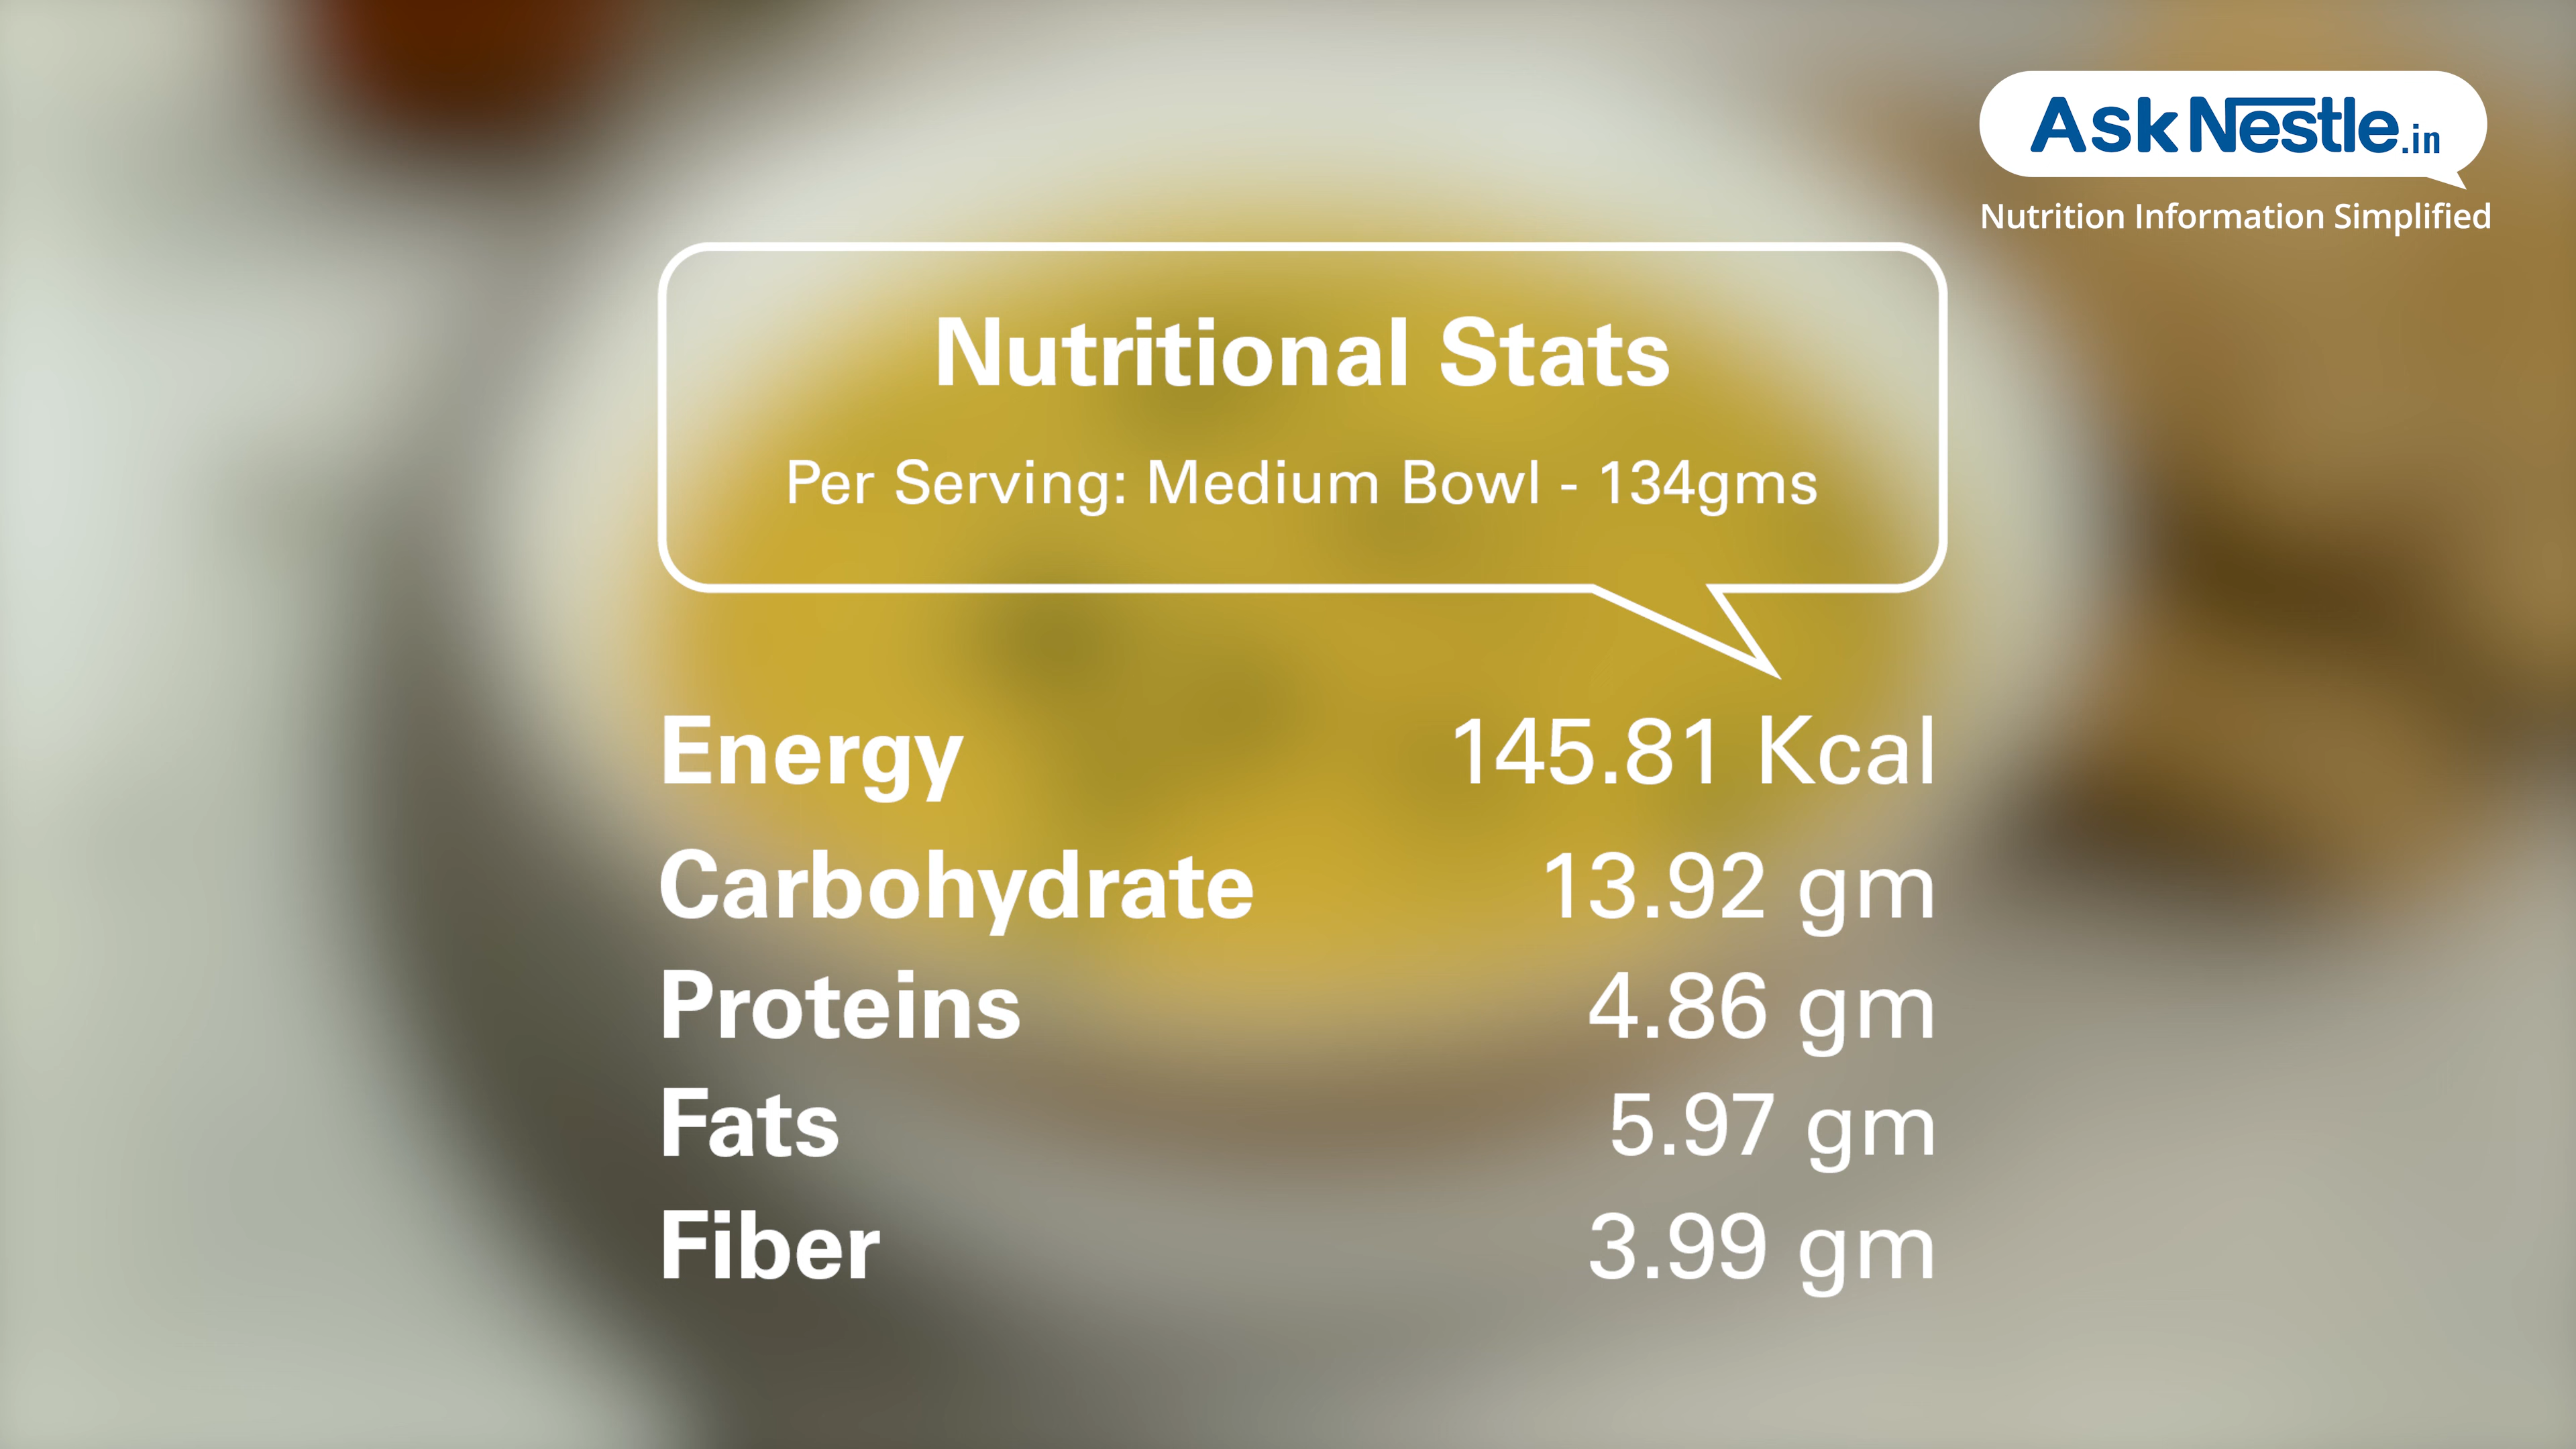 AskNestle.in
Nutrition Information Simplified
Nutritional Stats
Per Serving: Medium Bowl - 134gms
Energy 145.81 Kcal
Carbohydrate 13.92 gm
Proteins 4.86 gm
Fats 5.97 gm
Fiber 3.99 gm